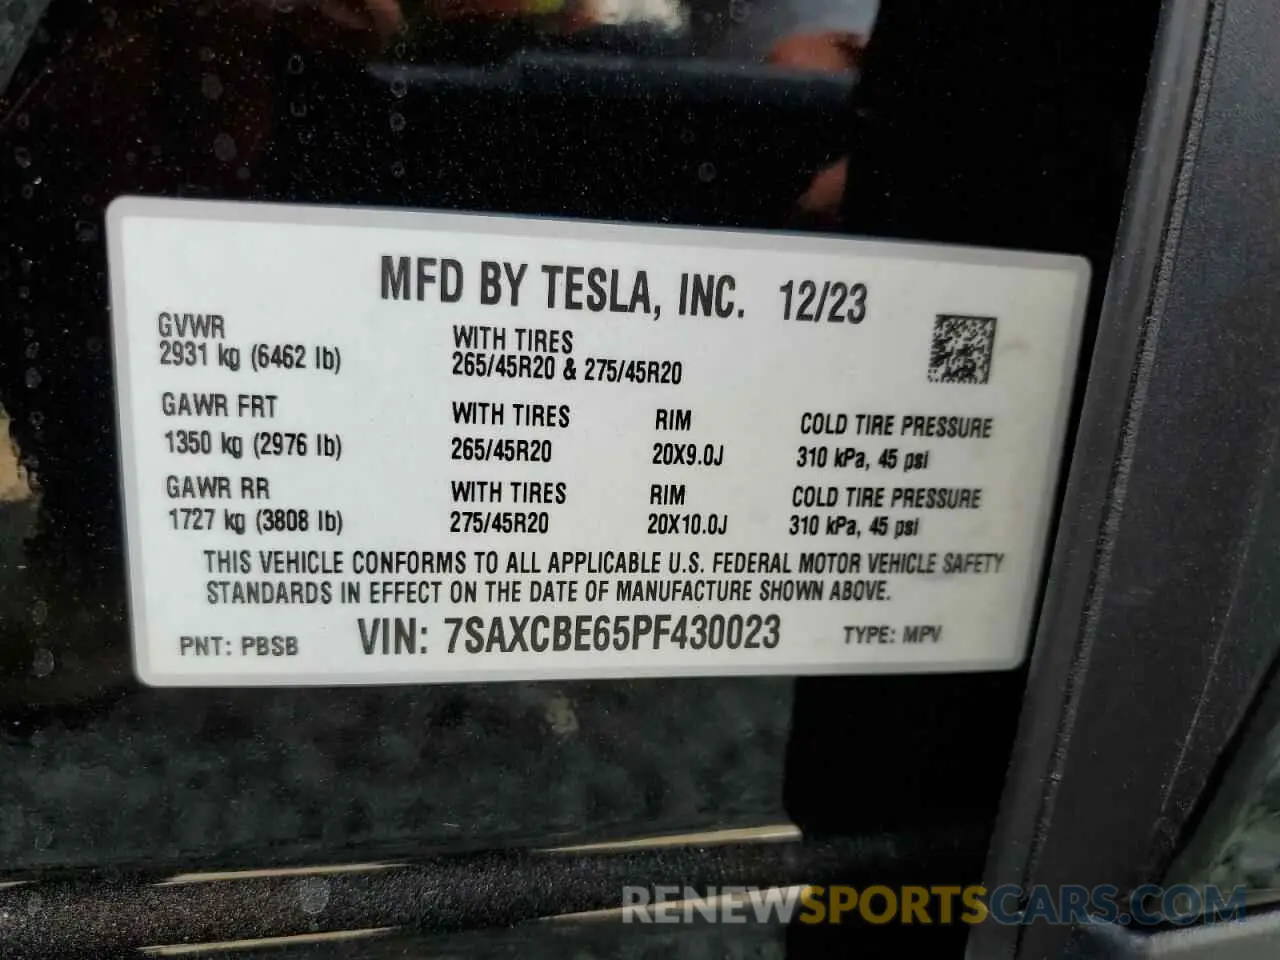 MFD BY TESLA, INC. 12/23
GVWR
2931 kg (6462 lb)
WITH TIRES
265/45R20 & 275/45R20
GAWR FRT
1350 kg (2976 lb)
WITH TIRES
265/45R20
RIM
20X9.0J
COLD TIRE PRESSURE
310 kPa, 45 psi
GAWR RR
1727 kg (3808 lb)
WITH TIRES
275/45R20
RIM
20X10.0J
COLD TIRE PRESSURE
310 kPa, 45 psi
THIS VEHICLE CONFORMS TO ALL APPLICABLE U.S. FEDERAL MOTOR VEHICLE SAFETY
STANDARDS IN EFFECT ON THE DATE OF MANUFACTURE SHOWN ABOVE.
PNT: PBSB VIN: 7SAXCBE65PF430023 TYPE: MPV
RENEWSPORTSCARS.COM